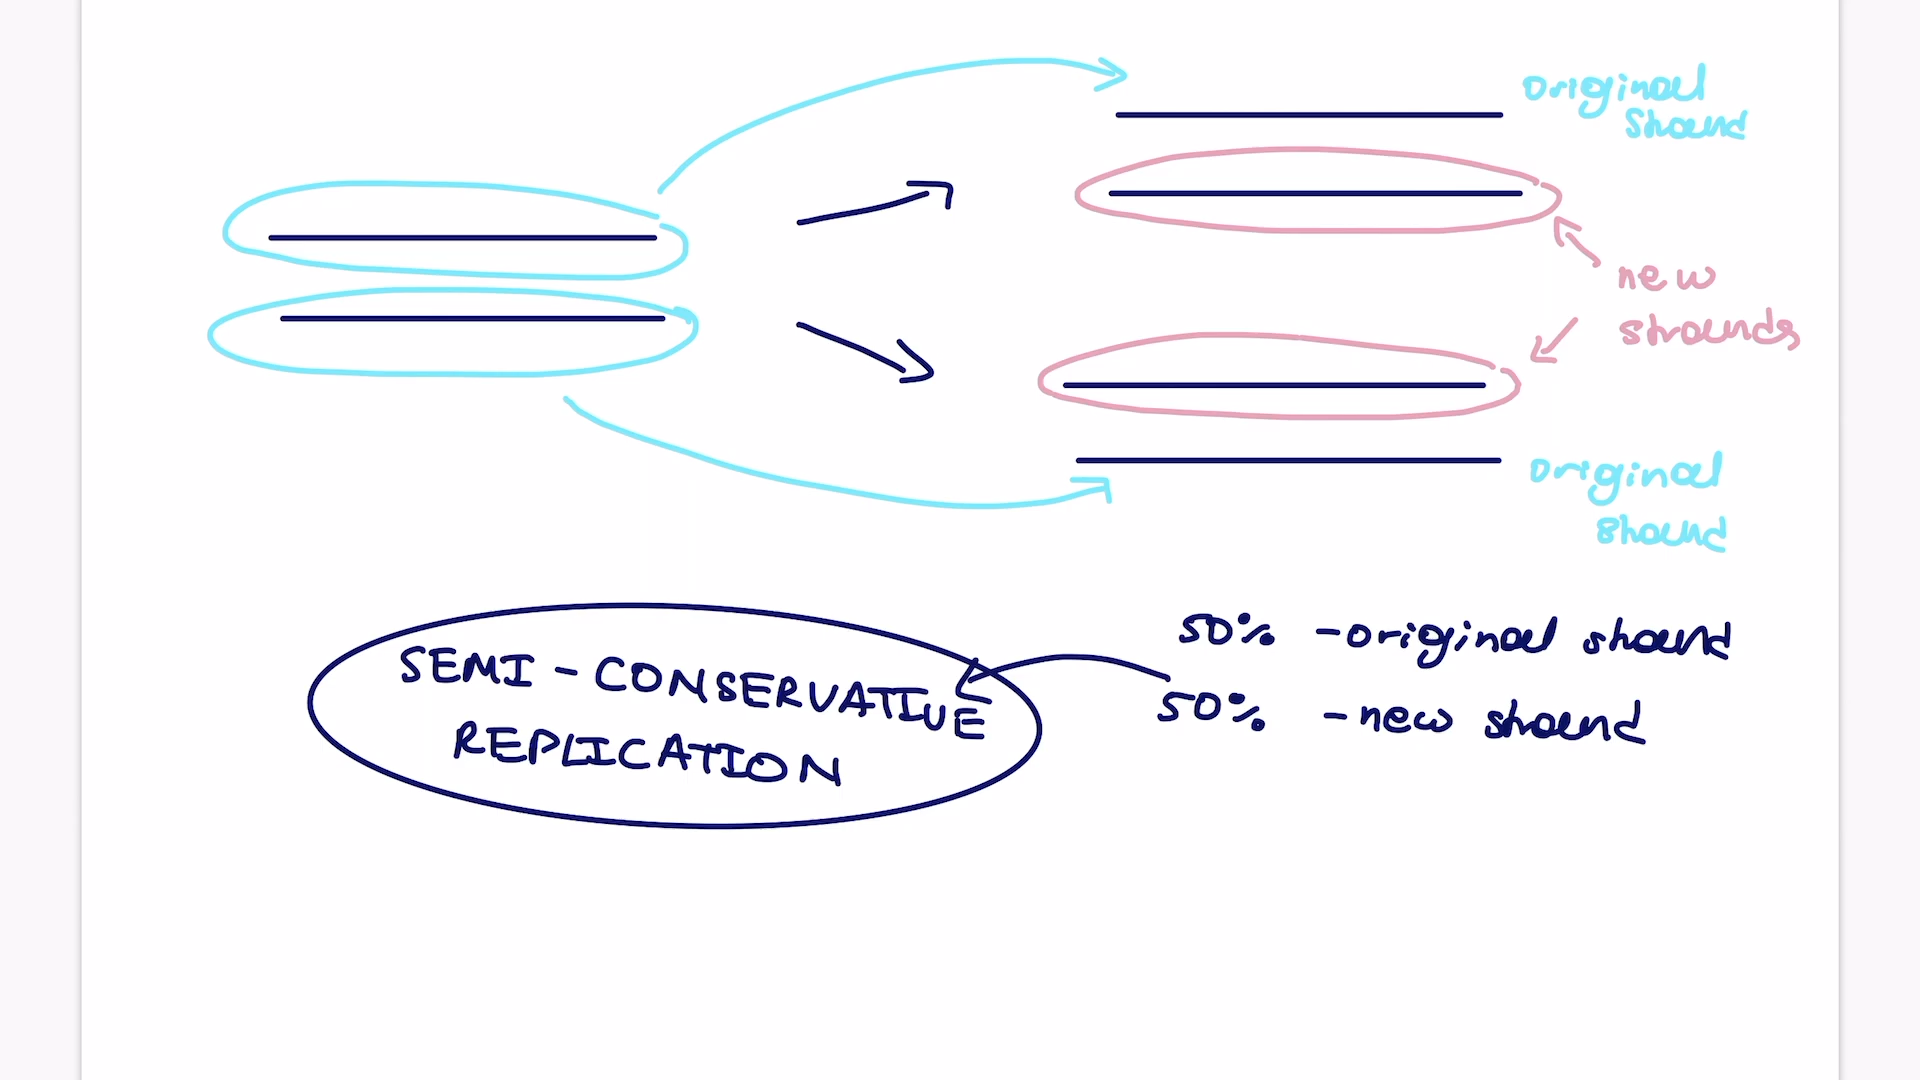 original
strand
new
strands
original
strand
50% - original strand
50% - new strand
SEMI - CONSERVATIVE
REPLICATION